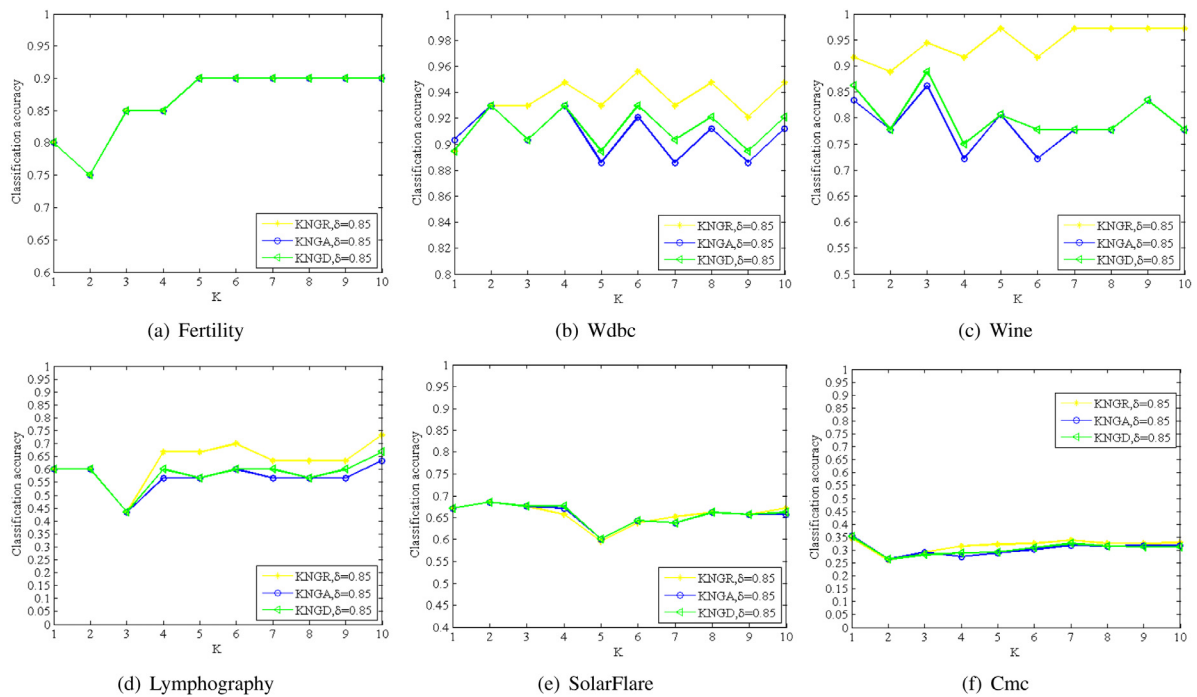 1
0.95
0.9
0.85
0.8
0.75
0.7
0.65
0.6
Classification accuracy
1 2 3 4 5 6 7 8 9 10
K
KNGR,δ=0.85
KNGA,δ=0.85
KNGD,δ=0.85
(a) Fertility
1
0.98
0.96
0.94
0.92
0.9
0.88
0.86
0.84
0.82
0.8
Classification accuracy
1 2 3 4 5 6 7 8 9 10
K
KNGR,δ=0.85
KNGA,δ=0.85
KNGD,δ=0.85
(b) Wdbc
1
0.95
0.9
0.85
0.8
0.75
0.7
0.65
0.6
0.55
0.5
Classification accuracy
1 2 3 4 5 6 7 8 9 10
K
KNGR,δ=0.85
KNGA,δ=0.85
KNGD,δ=0.85
(c) Wine
1
0.95
0.9
0.85
0.8
0.75
0.7
0.65
0.6
0.55
0.5
0.45
0.4
0.35
0.3
0.25
0.2
0.15
0.1
0.05
0
Classification accuracy
1 2 3 4 5 6 7 8 9 10
K
KNGR,δ=0.85
KNGA,δ=0.85
KNGD,δ=0.85
(d) Lymphography
1
0.95
0.9
0.85
0.8
0.75
0.7
0.65
0.6
0.55
0.5
0.45
0.4
Classification accuracy
1 2 3 4 5 6 7 8 9 10
K
KNGR,δ=0.85
KNGA,δ=0.85
KNGD,δ=0.85
(e) SolarFlare
1
0.95
0.9
0.85
0.8
0.75
0.7
0.65
0.6
0.55
0.5
0.45
0.4
0.35
0.3
0.25
0.2
0.15
0.1
0.05
0
Classification accuracy
1 2 3 4 5 6 7 8 9 10
K
KNGR,δ=0.85
KNGA,δ=0.85
KNGD,δ=0.85
(f) Cmc